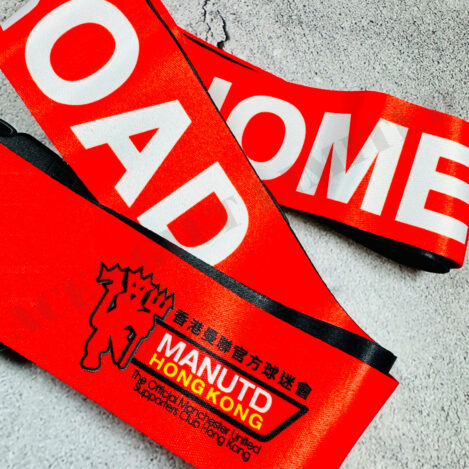 OAD
HOME
香港曼聯官方球迷會
MANUTD
HONG KONG
The Official Manchester United
Supporters Club Hong Kong